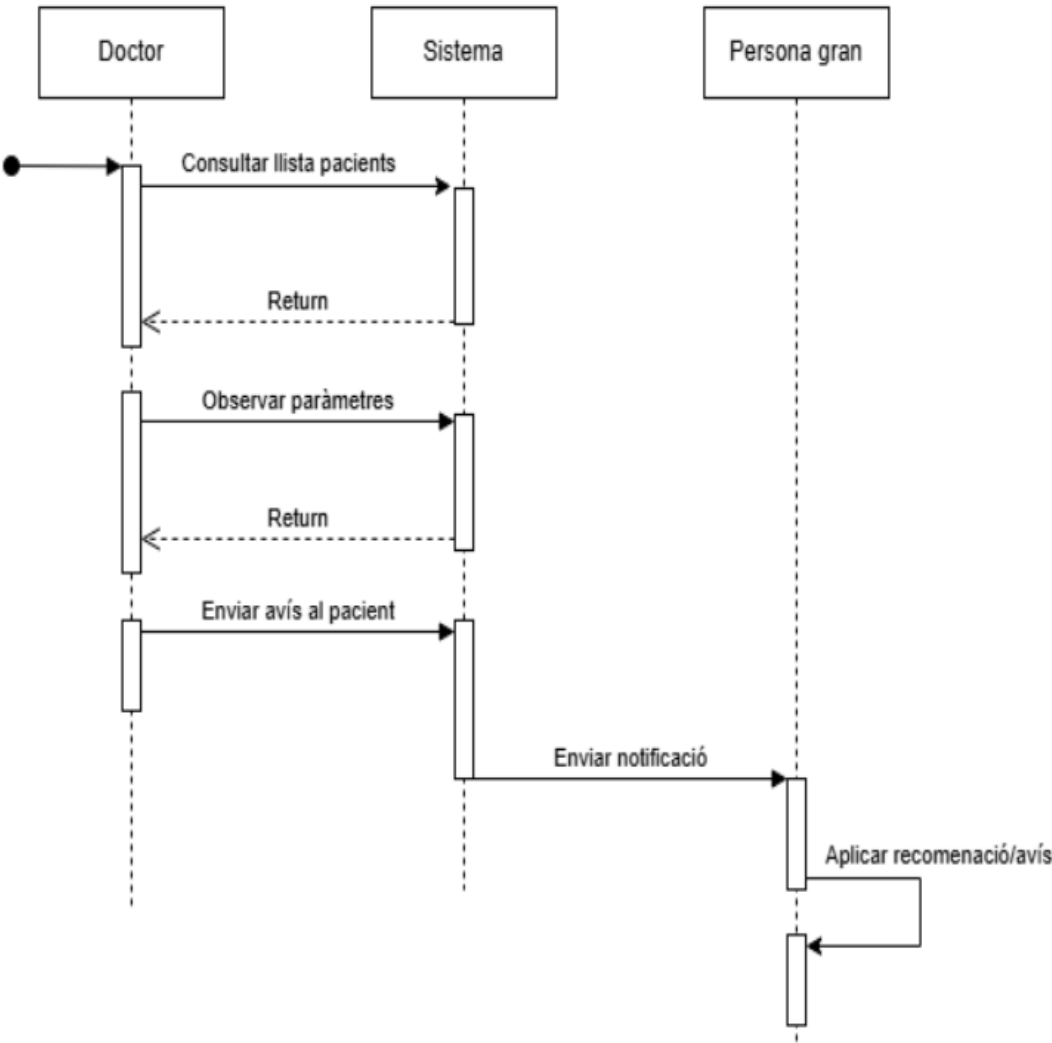 Doctor
Sistema
Persona gran
Consultar llista pacients
Return
Observar paràmetres
Return
Enviar avís al pacient
Enviar notificació
Aplicar recomenació/avís